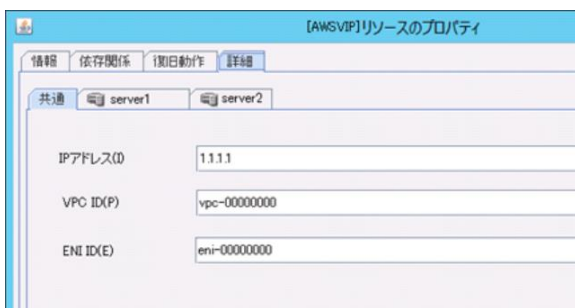 [AWSVIP]リソースのプロパティ
情報 依存関係 復旧動作 詳細
共通 server1 server2
IPアドレス(I) 1.1.1.1
VPC ID(P) vpc-00000000
ENI ID(E) eni-00000000